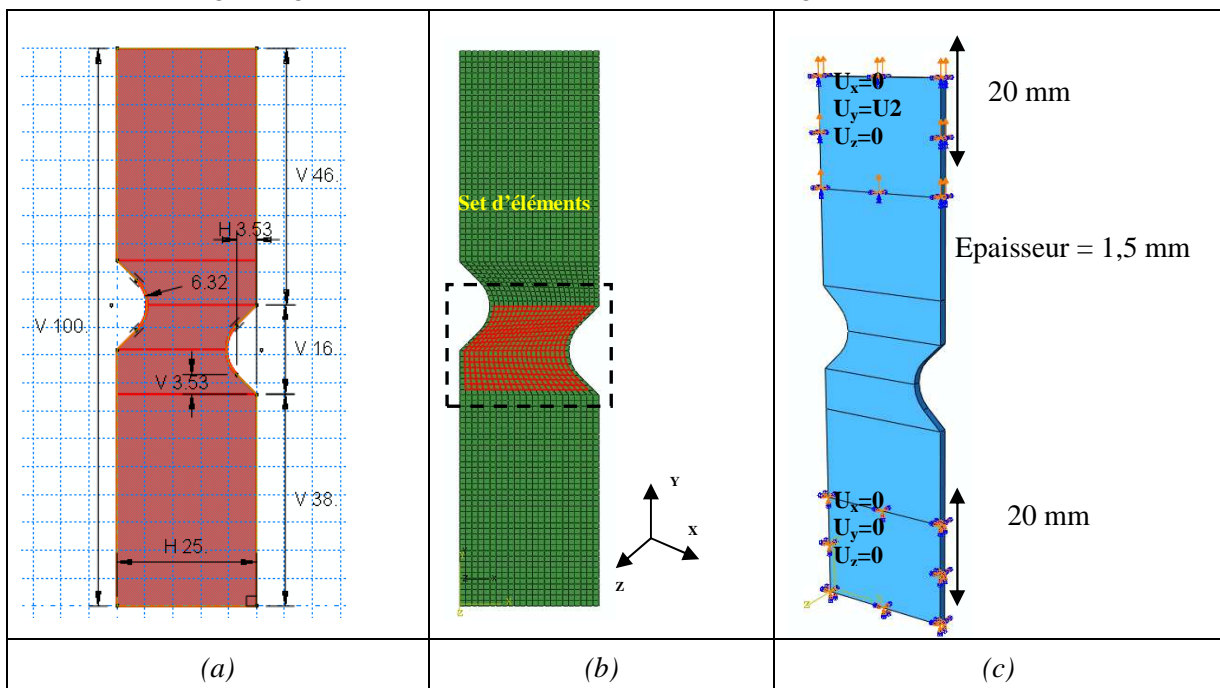 V 46.
H 3.53
6.32
V 100.
V 16.
V 3.53
V 38.
H 25.
(a)
Set d'éléments
Y
X
Z
(b)
Ux=0
Uy=U2
Uz=0
20 mm
Epaisseur = 1,5 mm
Ux=0
Uy=0
Uz=0
20 mm
(c)